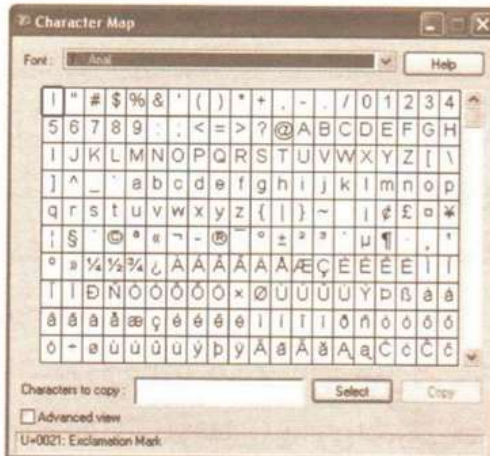 Character Map
Font : Arial Help
! " # $ % & ' ( ) * + , - . / 0 1 2 3 4
5 6 7 8 9 : ; < = > ? @ A B C D E F G H
I J K L M N O P Q R S T U V W X Y Z [ \
] ^ _ ` a b c d e f g h i j k l m n o p
q r s t u v w x y z { | } ~ ¡ ¢ £ ¤ ¥
¦ § ¨ © ª « ¬ - ® ¯ ° ± ² ³ ´ µ ¶ · ¸ ¹
º » ¼ ½ ¾ ¿ À Á Â Ã Ä Å Æ Ç È É Ê Ë Ì Í
Î Ï Ð Ñ Ò Ó Ô Õ Ö × Ø Ù Ú Û Ü Ý Þ ß à á
â ã ä å æ ç è é ê ë ì í î ï ð ñ ò ó ô õ
ö ÷ ø ù ú û ü ý þ ÿ Ā ā Ă ă Ą ą Ć ć Ĉ ĉ
Characters to copy : Select Copy
Advanced view
U+0021: Exclamation Mark